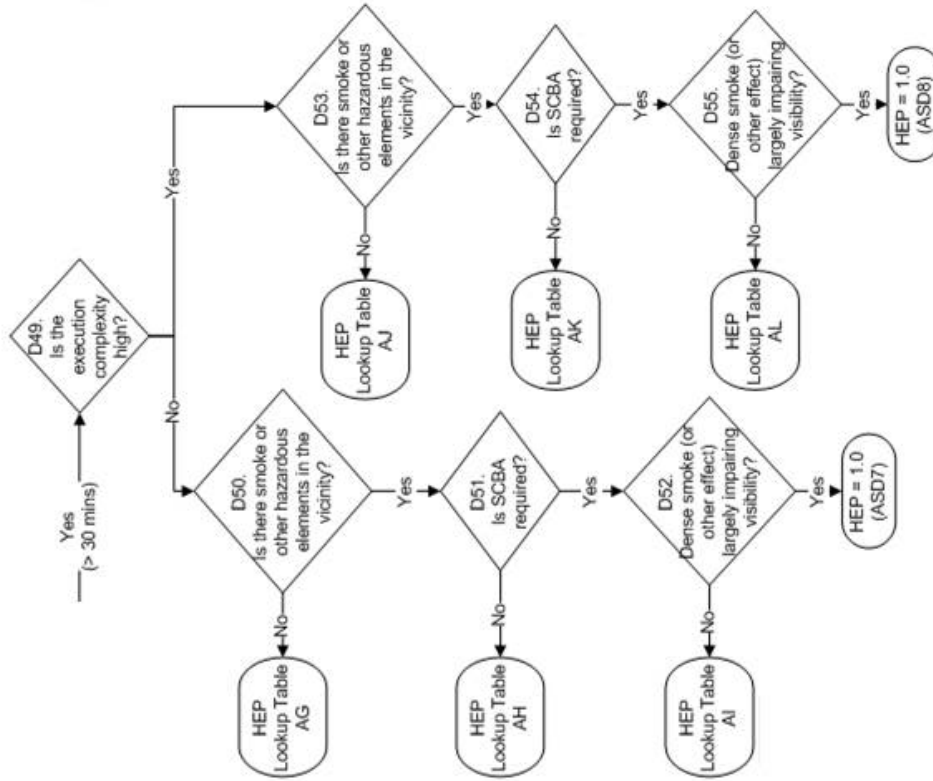 Yes
(> 30 mins)
D49.
Is the
execution
complexity
high?
No
Yes
D50.
Is there smoke or
other hazardous
elements in the
vicinity?
No
HEP
Lookup Table
AG
Yes
D51.
Is SCBA
required?
No
HEP
Lookup Table
AH
Yes
D52.
Dense smoke (or
other effect)
largely impairing
visibility?
No
HEP
Lookup Table
AI
Yes
HEP = 1.0
(ASD7)
D53.
Is there smoke or
other hazardous
elements in the
vicinity?
No
HEP
Lookup Table
AJ
Yes
D54.
Is SCBA
required?
No
HEP
Lookup Table
AK
Yes
D55.
Dense smoke (or
other effect)
largely impairing
visibility?
No
HEP
Lookup Table
AL
Yes
HEP = 1.0
(ASD8)